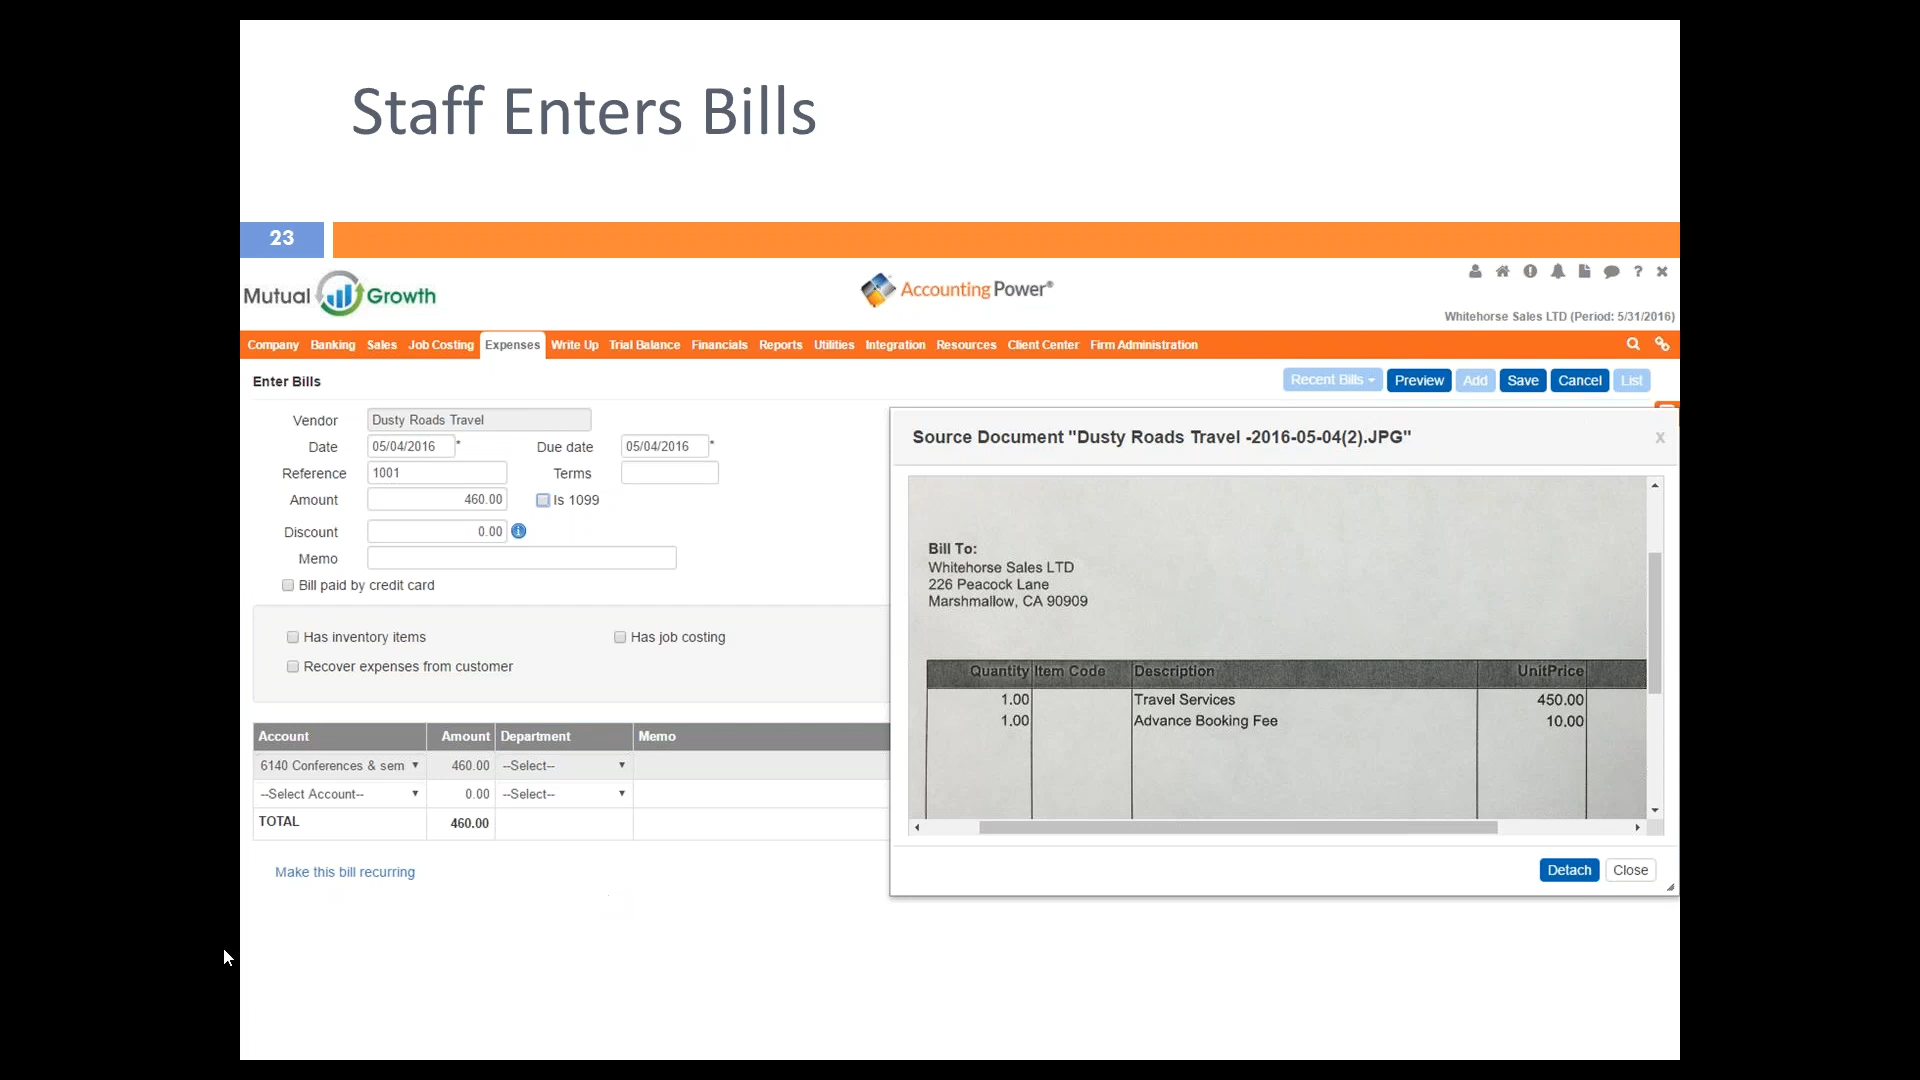 Staff Enters Bills
23
Mutual Growth
Accounting Power®
Whitehorse Sales LTD (Period: 5/31/2016)
Company Banking Sales Job Costing Expenses Write Up Trial Balance Financials Reports Utilities Integration Resources Client Center Firm Administration
Enter Bills
Recent Bills Preview Add Save Cancel List
Vendor Dusty Roads Travel
Date 05/04/2016 * Due date 05/04/2016 *
Reference 1001 Terms
Amount 460.00 Is 1099
Discount 0.00
Memo
Bill paid by credit card
Has inventory items Has job costing
Recover expenses from customer
Account Amount Department Memo
6140 Conferences & sem 460.00 --Select--
--Select Account-- 0.00 --Select--
TOTAL 460.00
Make this bill recurring
Source Document "Dusty Roads Travel -2016-05-04(2).JPG" x
Bill To:
Whitehorse Sales LTD
226 Peacock Lane
Marshmallow, CA 90909
Quantity Item Code Description UnitPrice
1.00 Travel Services 450.00
1.00 Advance Booking Fee 10.00
Detach Close